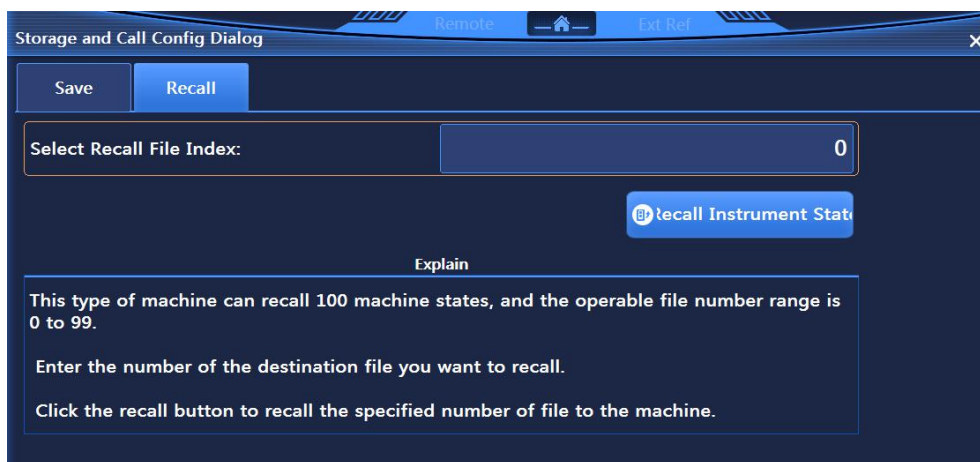 Remote
Ext Ref
Storage and Call Config Dialog
Save
Recall
Select Recall File Index:
0
Recall Instrument State
Explain
This type of machine can recall 100 machine states, and the operable file number range is
0 to 99.
Enter the number of the destination file you want to recall.
Click the recall button to recall the specified number of file to the machine.